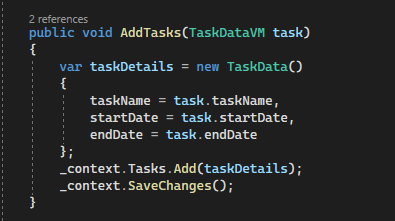 2 references
public void AddTasks(TaskDataVM task)
{
    var taskDetails = new TaskData()
    {
        taskName = task.taskName,
        startDate = task.startDate,
        endDate = task.endDate
    };
    _context.Tasks.Add(taskDetails);
    _context.SaveChanges();
}